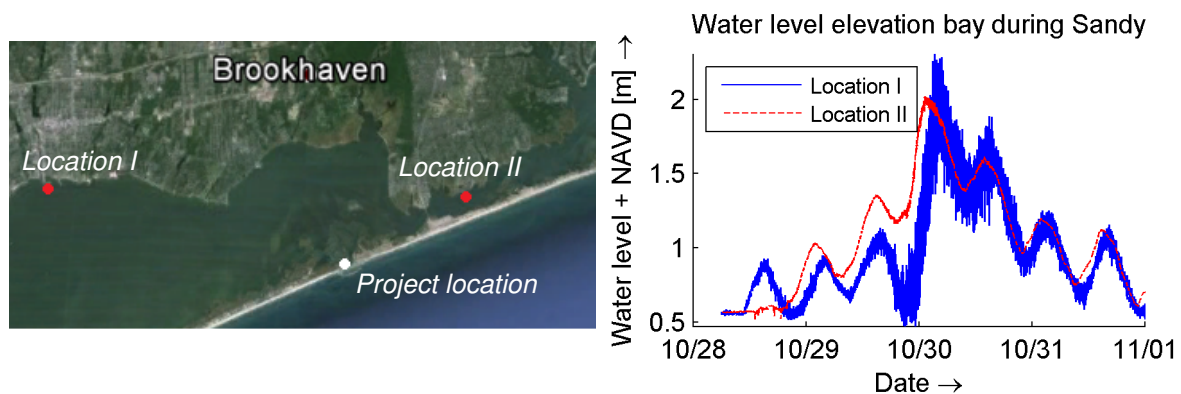 Brookhaven
Location I
Location II
Project location
Water level elevation bay during Sandy
Water level + NAVD [m] →
Location I
Location II
2
1.5
1
0.5
10/28 10/29 10/30 10/31 11/01
Date →